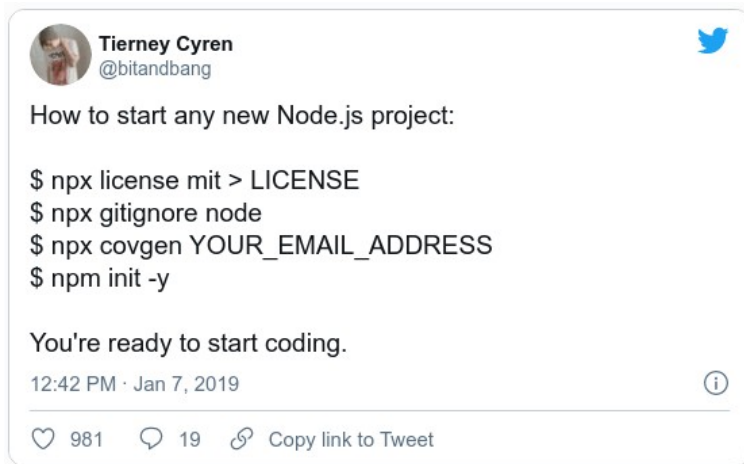 Tierney Cyren
@bitandbang
How to start any new Node.js project:
$ npx license mit > LICENSE
$ npx gitignore node
$ npx covgen YOUR_EMAIL_ADDRESS
$ npm init -y
You're ready to start coding.
12:42 PM · Jan 7, 2019
981 19 Copy link to Tweet